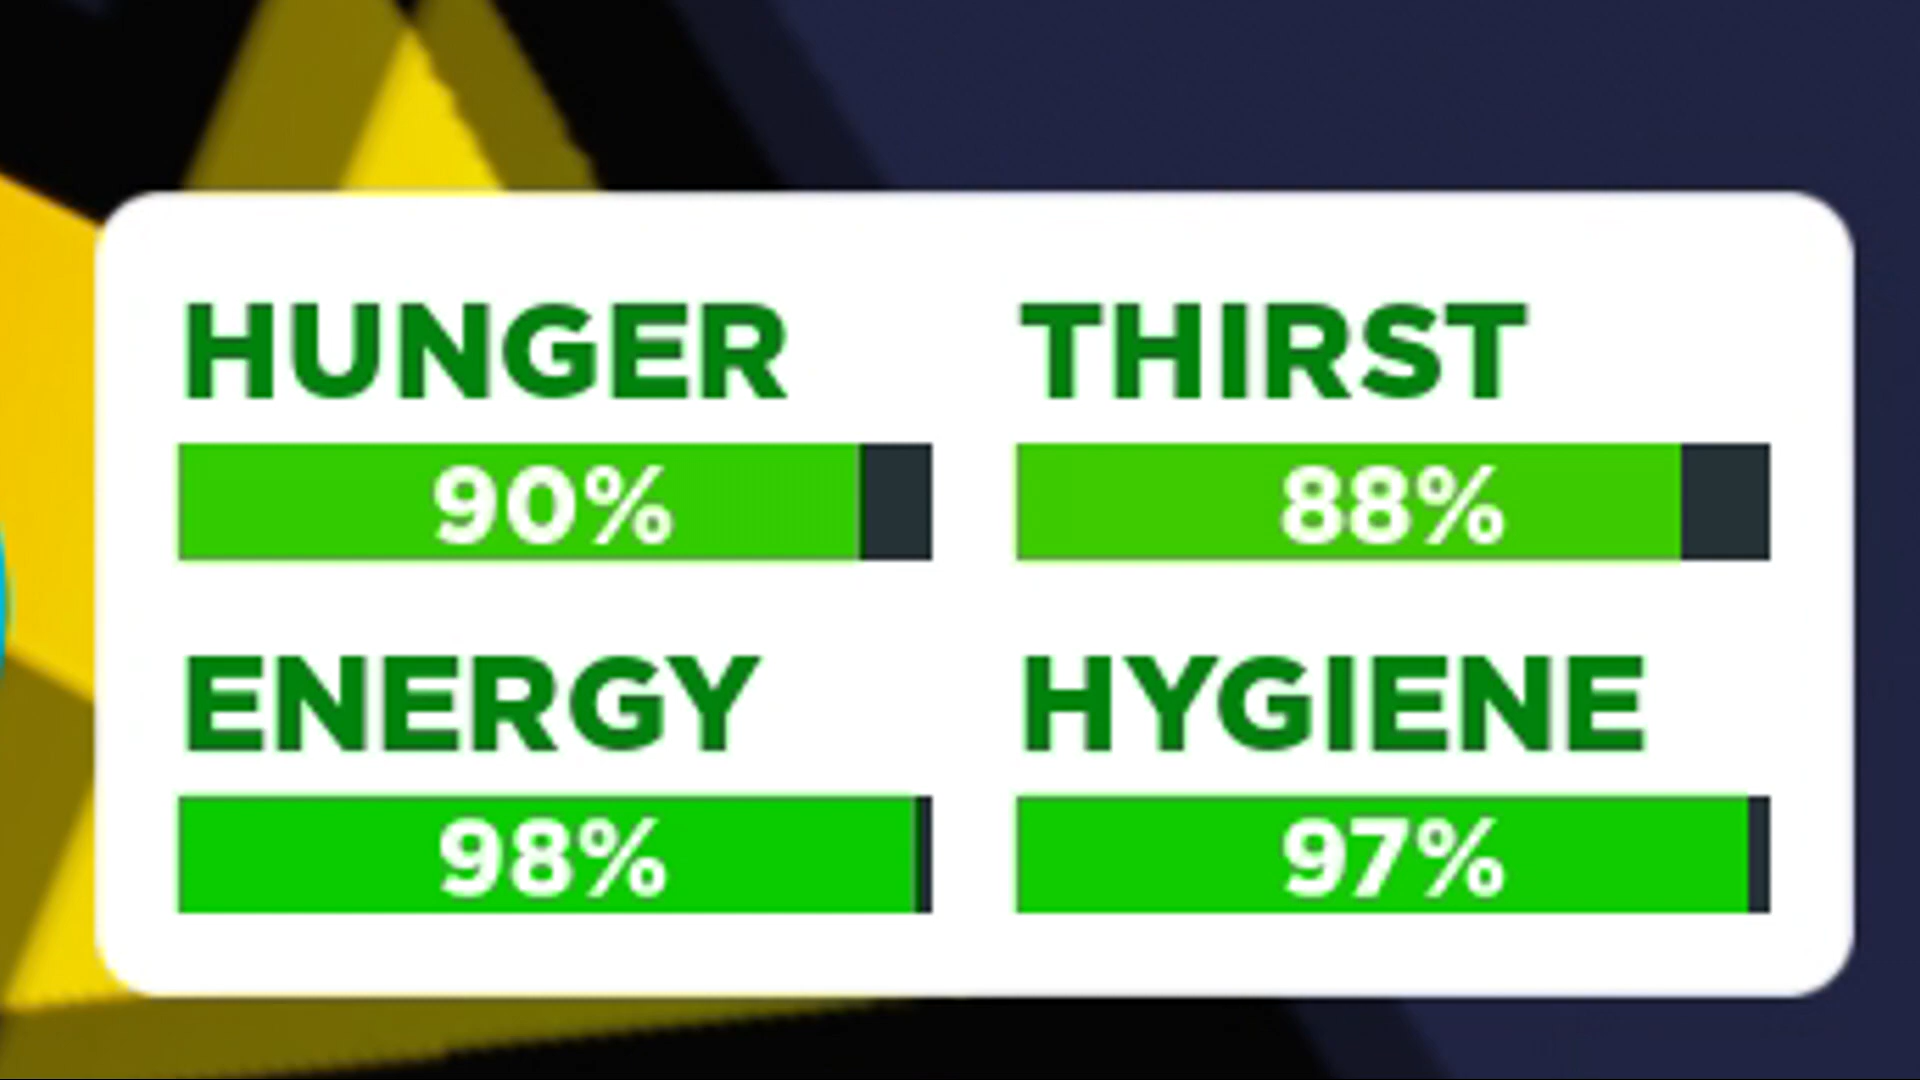 HUNGER THIRST
90% 88%
ENERGY HYGIENE
98% 97%